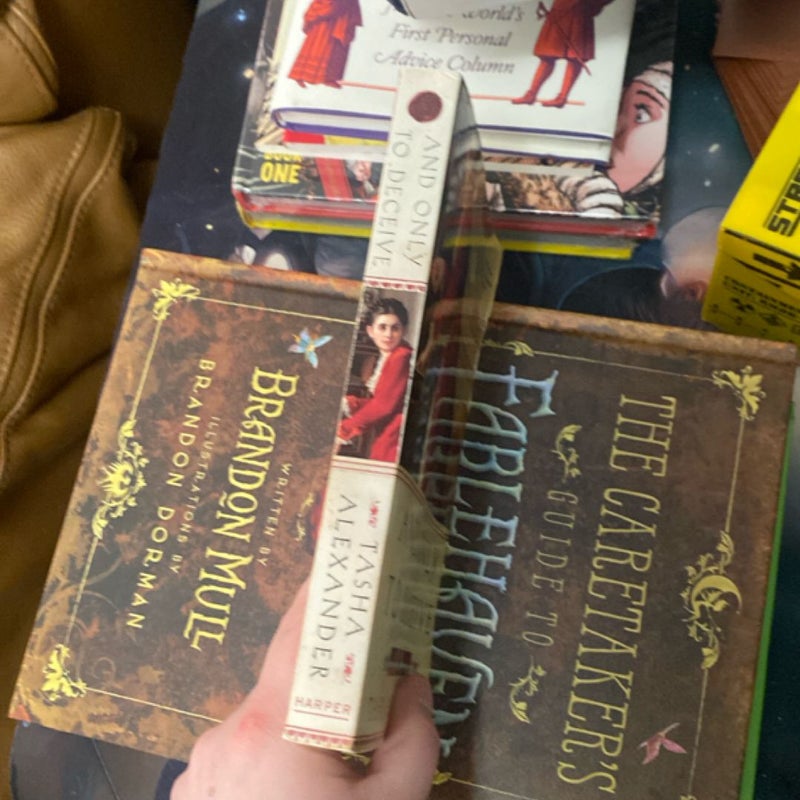 World's
First Personal
Advice Column
BOOK
ONE
AND ONLY
TO DECEIVE
TASHA
ALEXANDER
HARPER
THE CARETAKER'S
GUIDE TO
FABLEHAVEN
WRITTEN BY
BRANDON MULL
ILLUSTRATIONS BY
BRANDON DORMAN